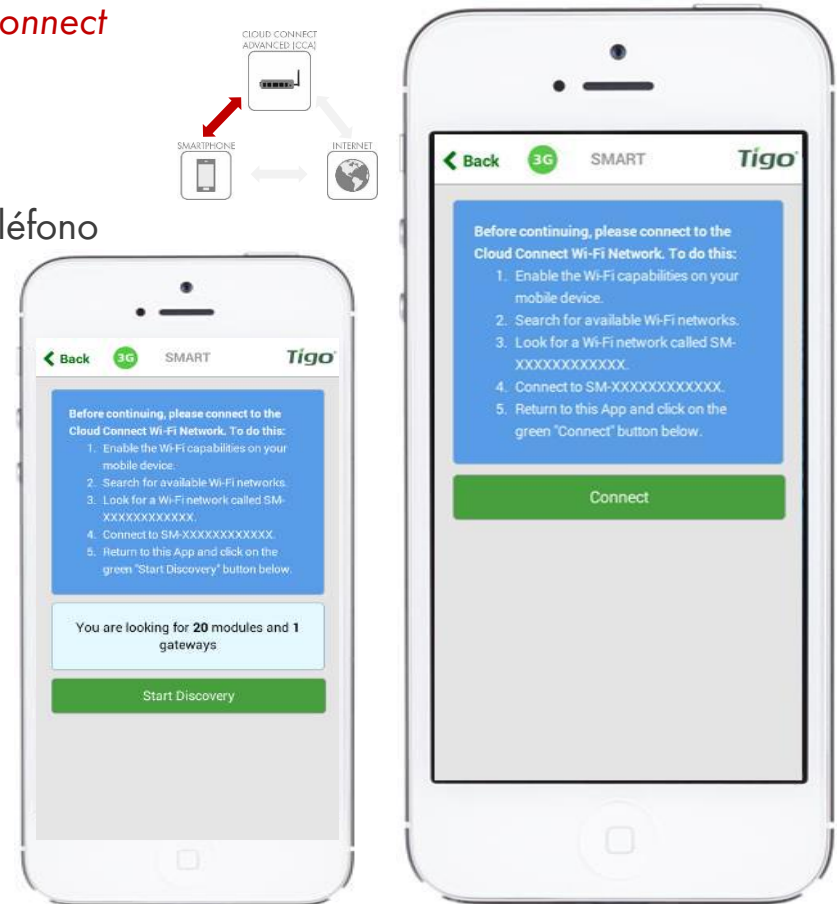 onnect
CLOUD CONNECT
ADVANCED (CCA)
SMARTPHONE
INTERNET
léfono
Back 3G SMART Tigo
Before continuing, please connect to the
Cloud Connect Wi-Fi Network. To do this:
1. Enable the Wi-Fi capabilities on your
mobile device.
2. Search for available Wi-Fi networks.
3. Look for a Wi-Fi network called SM-
XXXXXXXXXXXX.
4. Connect to SM-XXXXXXXXXXXX.
5. Return to this App and click on the
green "Start Discovery" button below.
You are looking for 20 modules and 1
gateways
Start Discovery
Back 3G SMART Tigo
Before continuing, please connect to the
Cloud Connect Wi-Fi Network. To do this:
1. Enable the Wi-Fi capabilities on your
mobile device.
2. Search for available Wi-Fi networks.
3. Look for a Wi-Fi network called SM-
XXXXXXXXXXXX.
4. Connect to SM-XXXXXXXXXXXX.
5. Return to this App and click on the
green "Connect" button below.
Connect